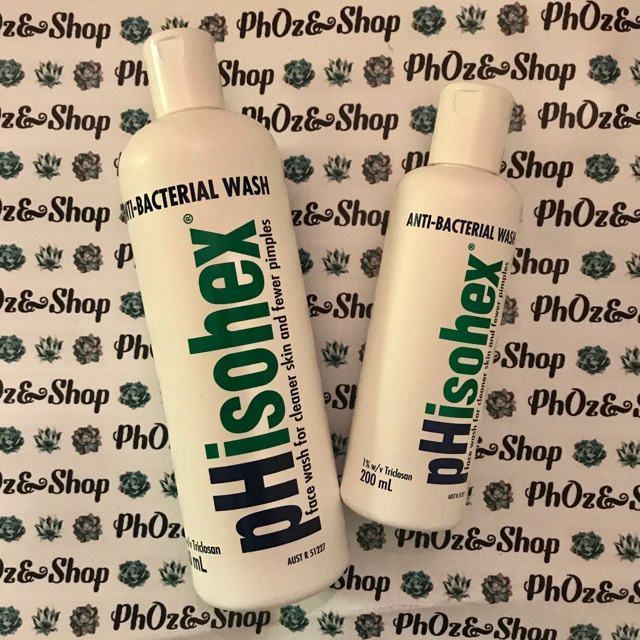 PhOz&Shop
ANTI-BACTERIAL WASH
pHisohex®
face wash for cleaner skin and fewer pimples
Triclosan
mL
AUST R 51227
ANTI-BACTERIAL WASH
pHisohex®
face wash for cleaner skin and fewer pimples
1% w/v Triclosan
200 mL
AUST R